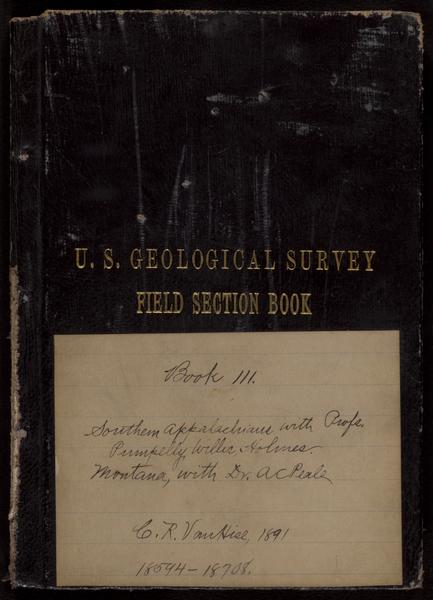 U. S. GEOLOGICAL SURVEY
FIELD SECTION BOOK
Book III.
Southern Appalachians with Profs.
Pumpelly, Willis, Holmes.
Montana, with Dr. A C Peale
C. R. Van Hise, 1891
18594-18708.